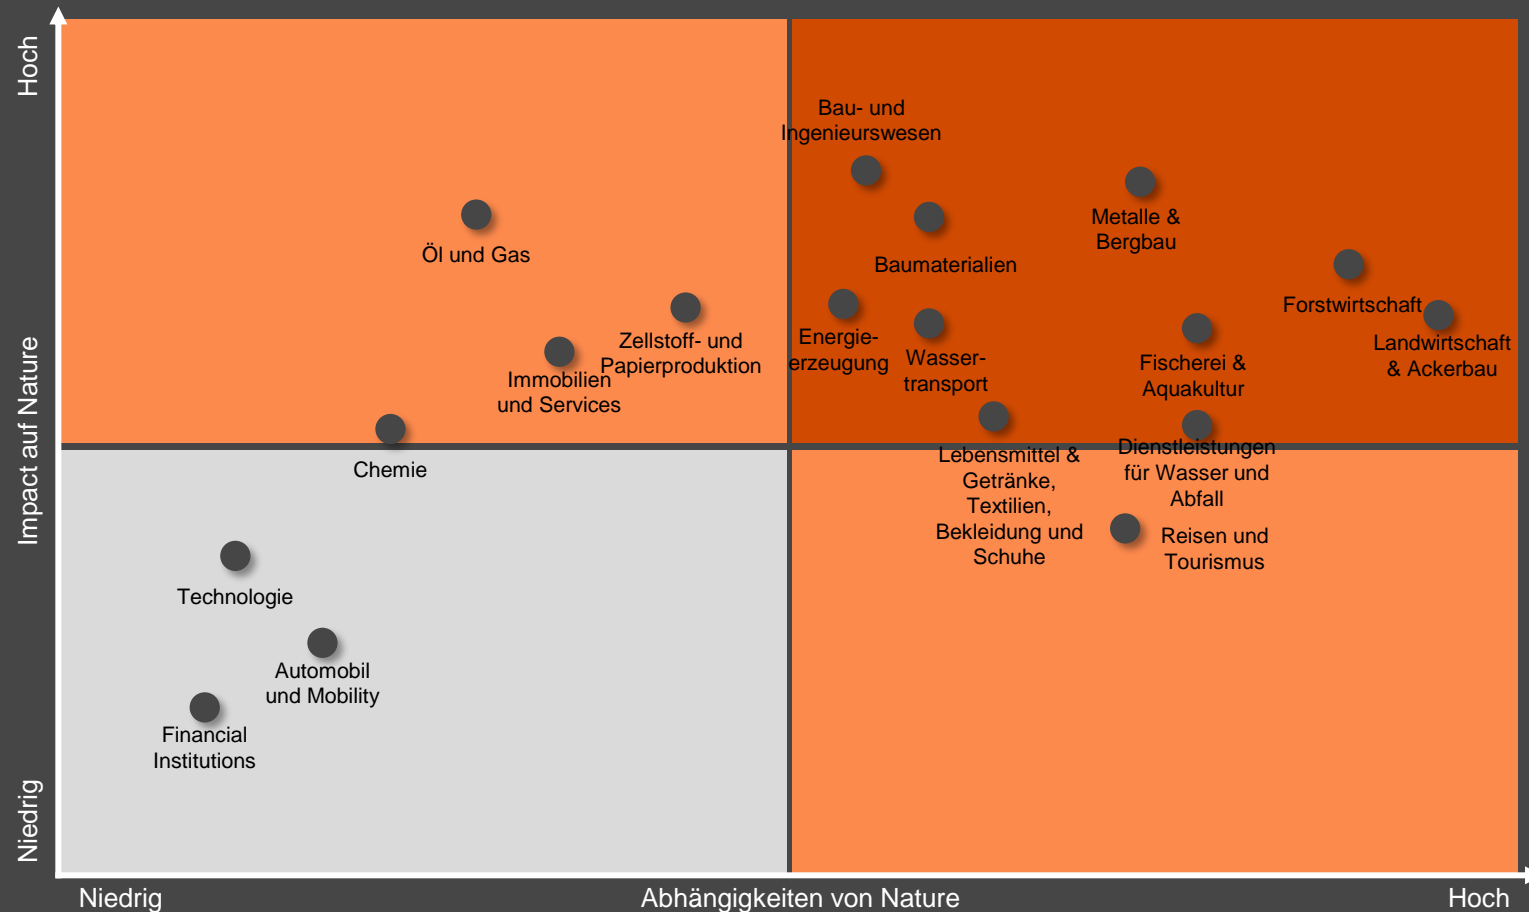 Hoch
Bau- und
Ingenieurswesen
Metalle &
Bergbau
Öl und Gas
Baumaterialien
Forstwirtschaft
Zellstoff- und
Papierproduktion
Energie-
erzeugung
Wasser-
transport
Fischerei &
Aquakultur
Landwirtschaft
& Ackerbau
Immobilien
und Services
Impact auf Nature
Chemie
Lebensmittel &
Getränke,
Textilien,
Bekleidung und
Schuhe
Dienstleistungen
für Wasser und
Abfall
Reisen und
Tourismus
Technologie
Automobil
und Mobility
Financial
Institutions
Niedrig
Niedrig
Abhängigkeiten von Nature
Hoch